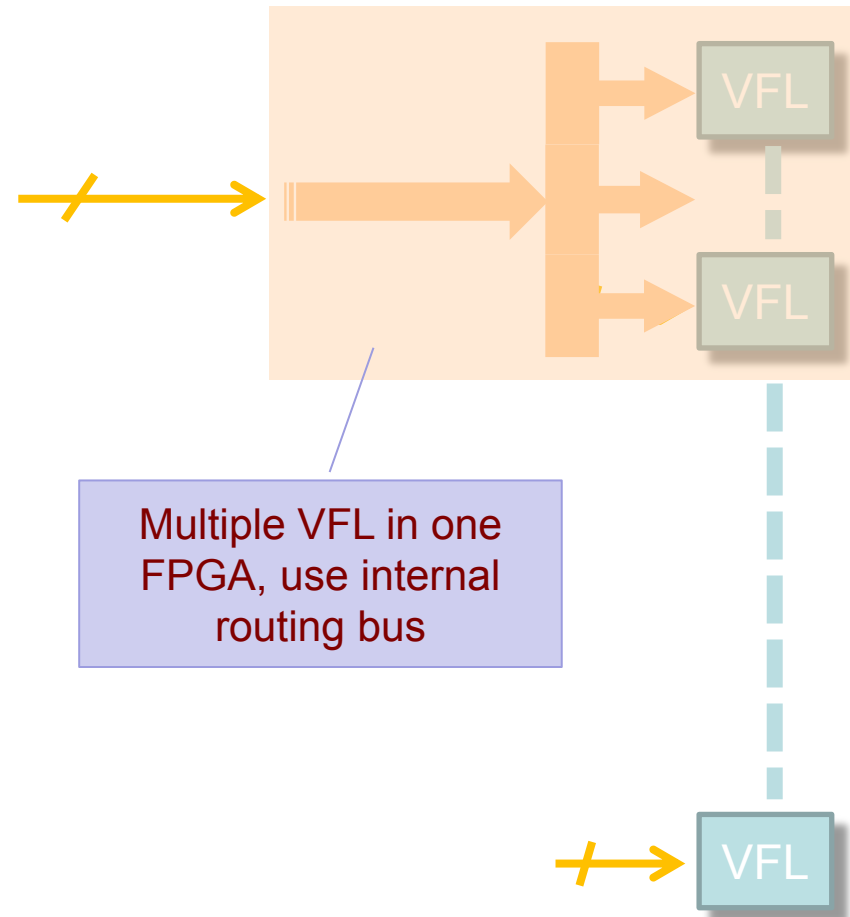 VFL
VFL
Multiple VFL in one
FPGA, use internal
routing bus
VFL